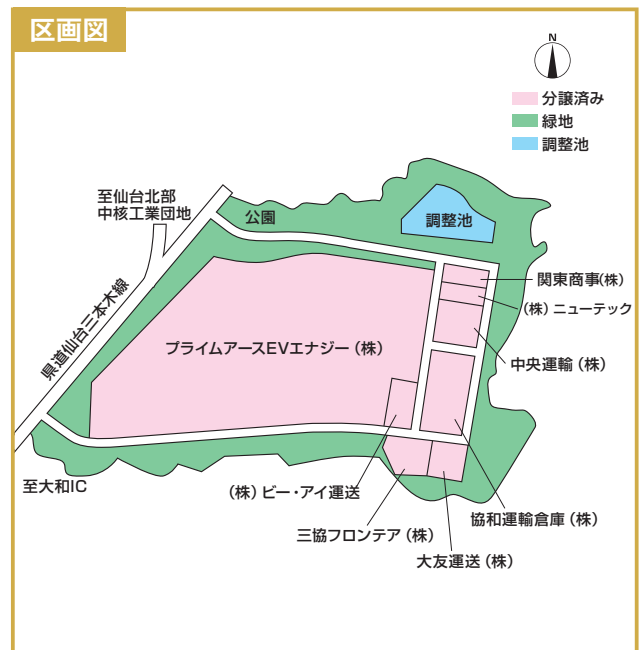 区画図
N
分譲済み
緑地
調整池
至仙台北部
中核工業団地
公園
調整池
関東商事(株)
(株)ニューテック
中央運輸(株)
県道仙台三本木線
プライムアースEVエナジー(株)
至大和IC
(株)ビー・アイ運送
三協フロンテア(株)
大友運送(株)
協和運輸倉庫(株)